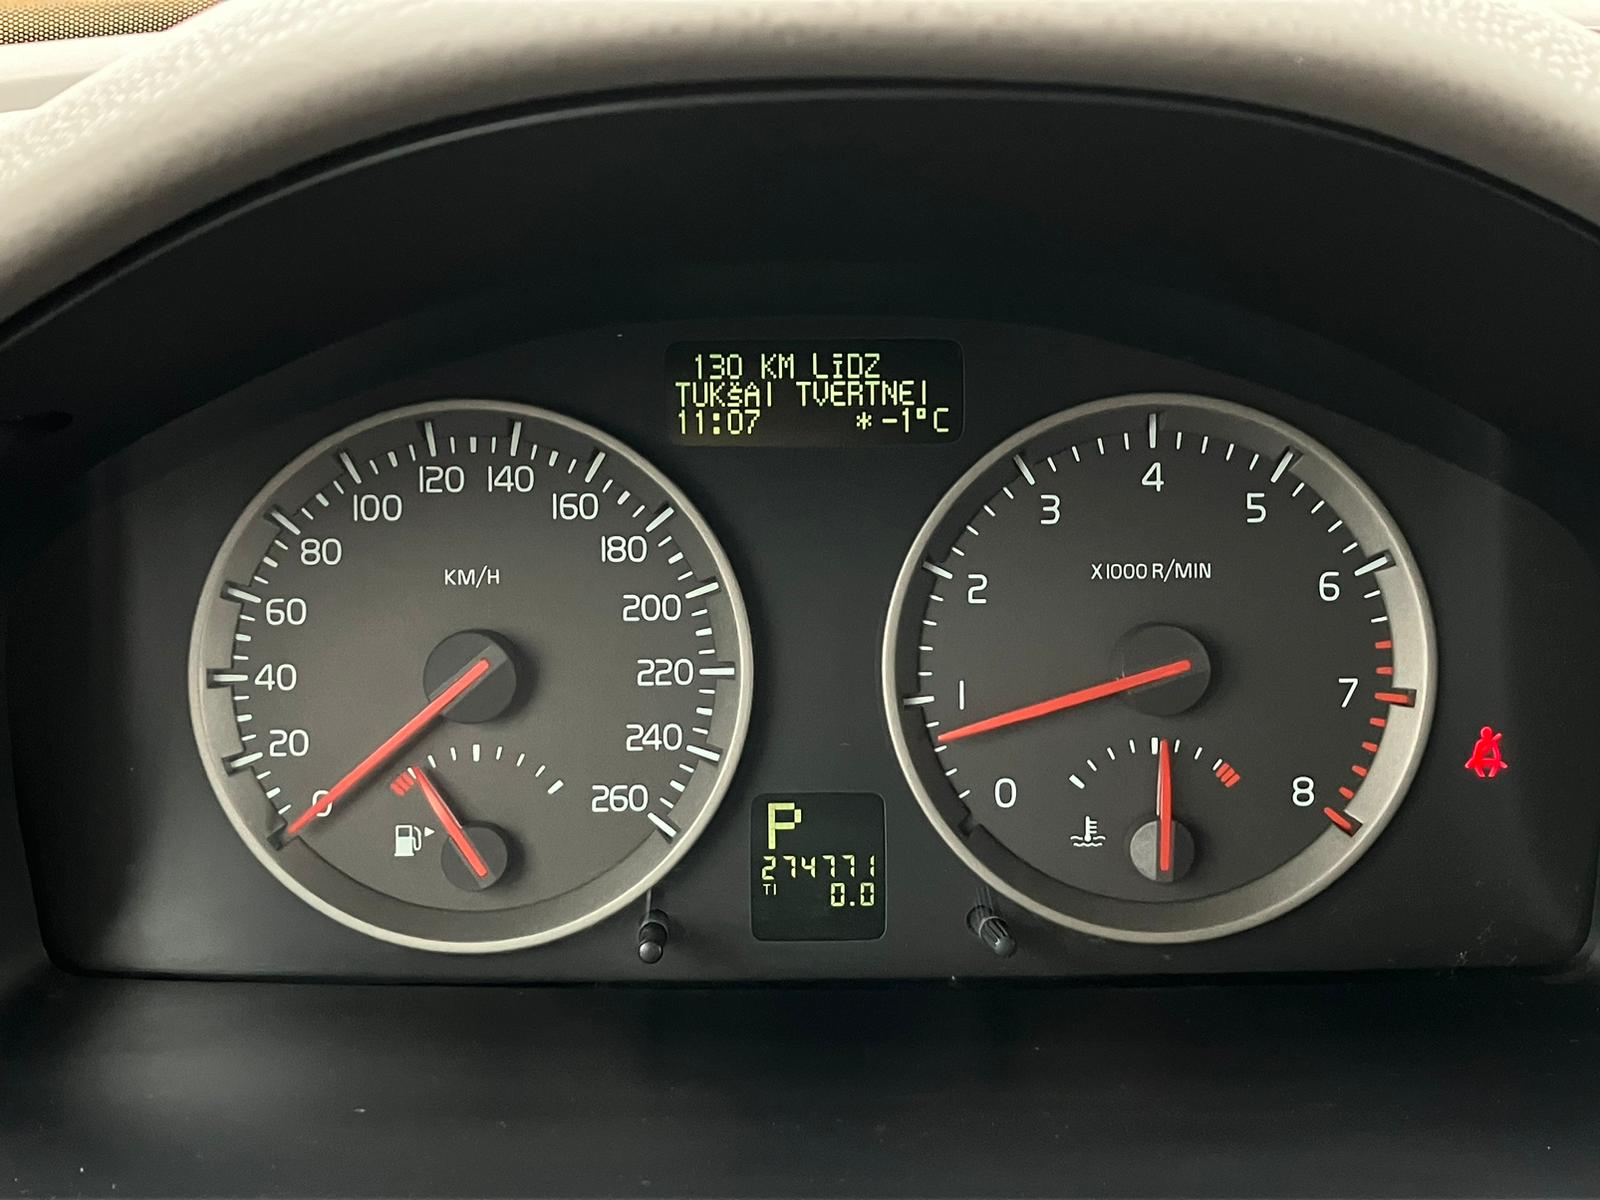 130 KM LĪDZ
TUKŠAI TVERTNEI
11:07 *-1°C
0 20 40 60 80 100 120 140 160 180 200 220 240 260
KM/H
0 1 2 3 4 5 6 7 8
X1000 R/MIN
P
274771
T1 0.0